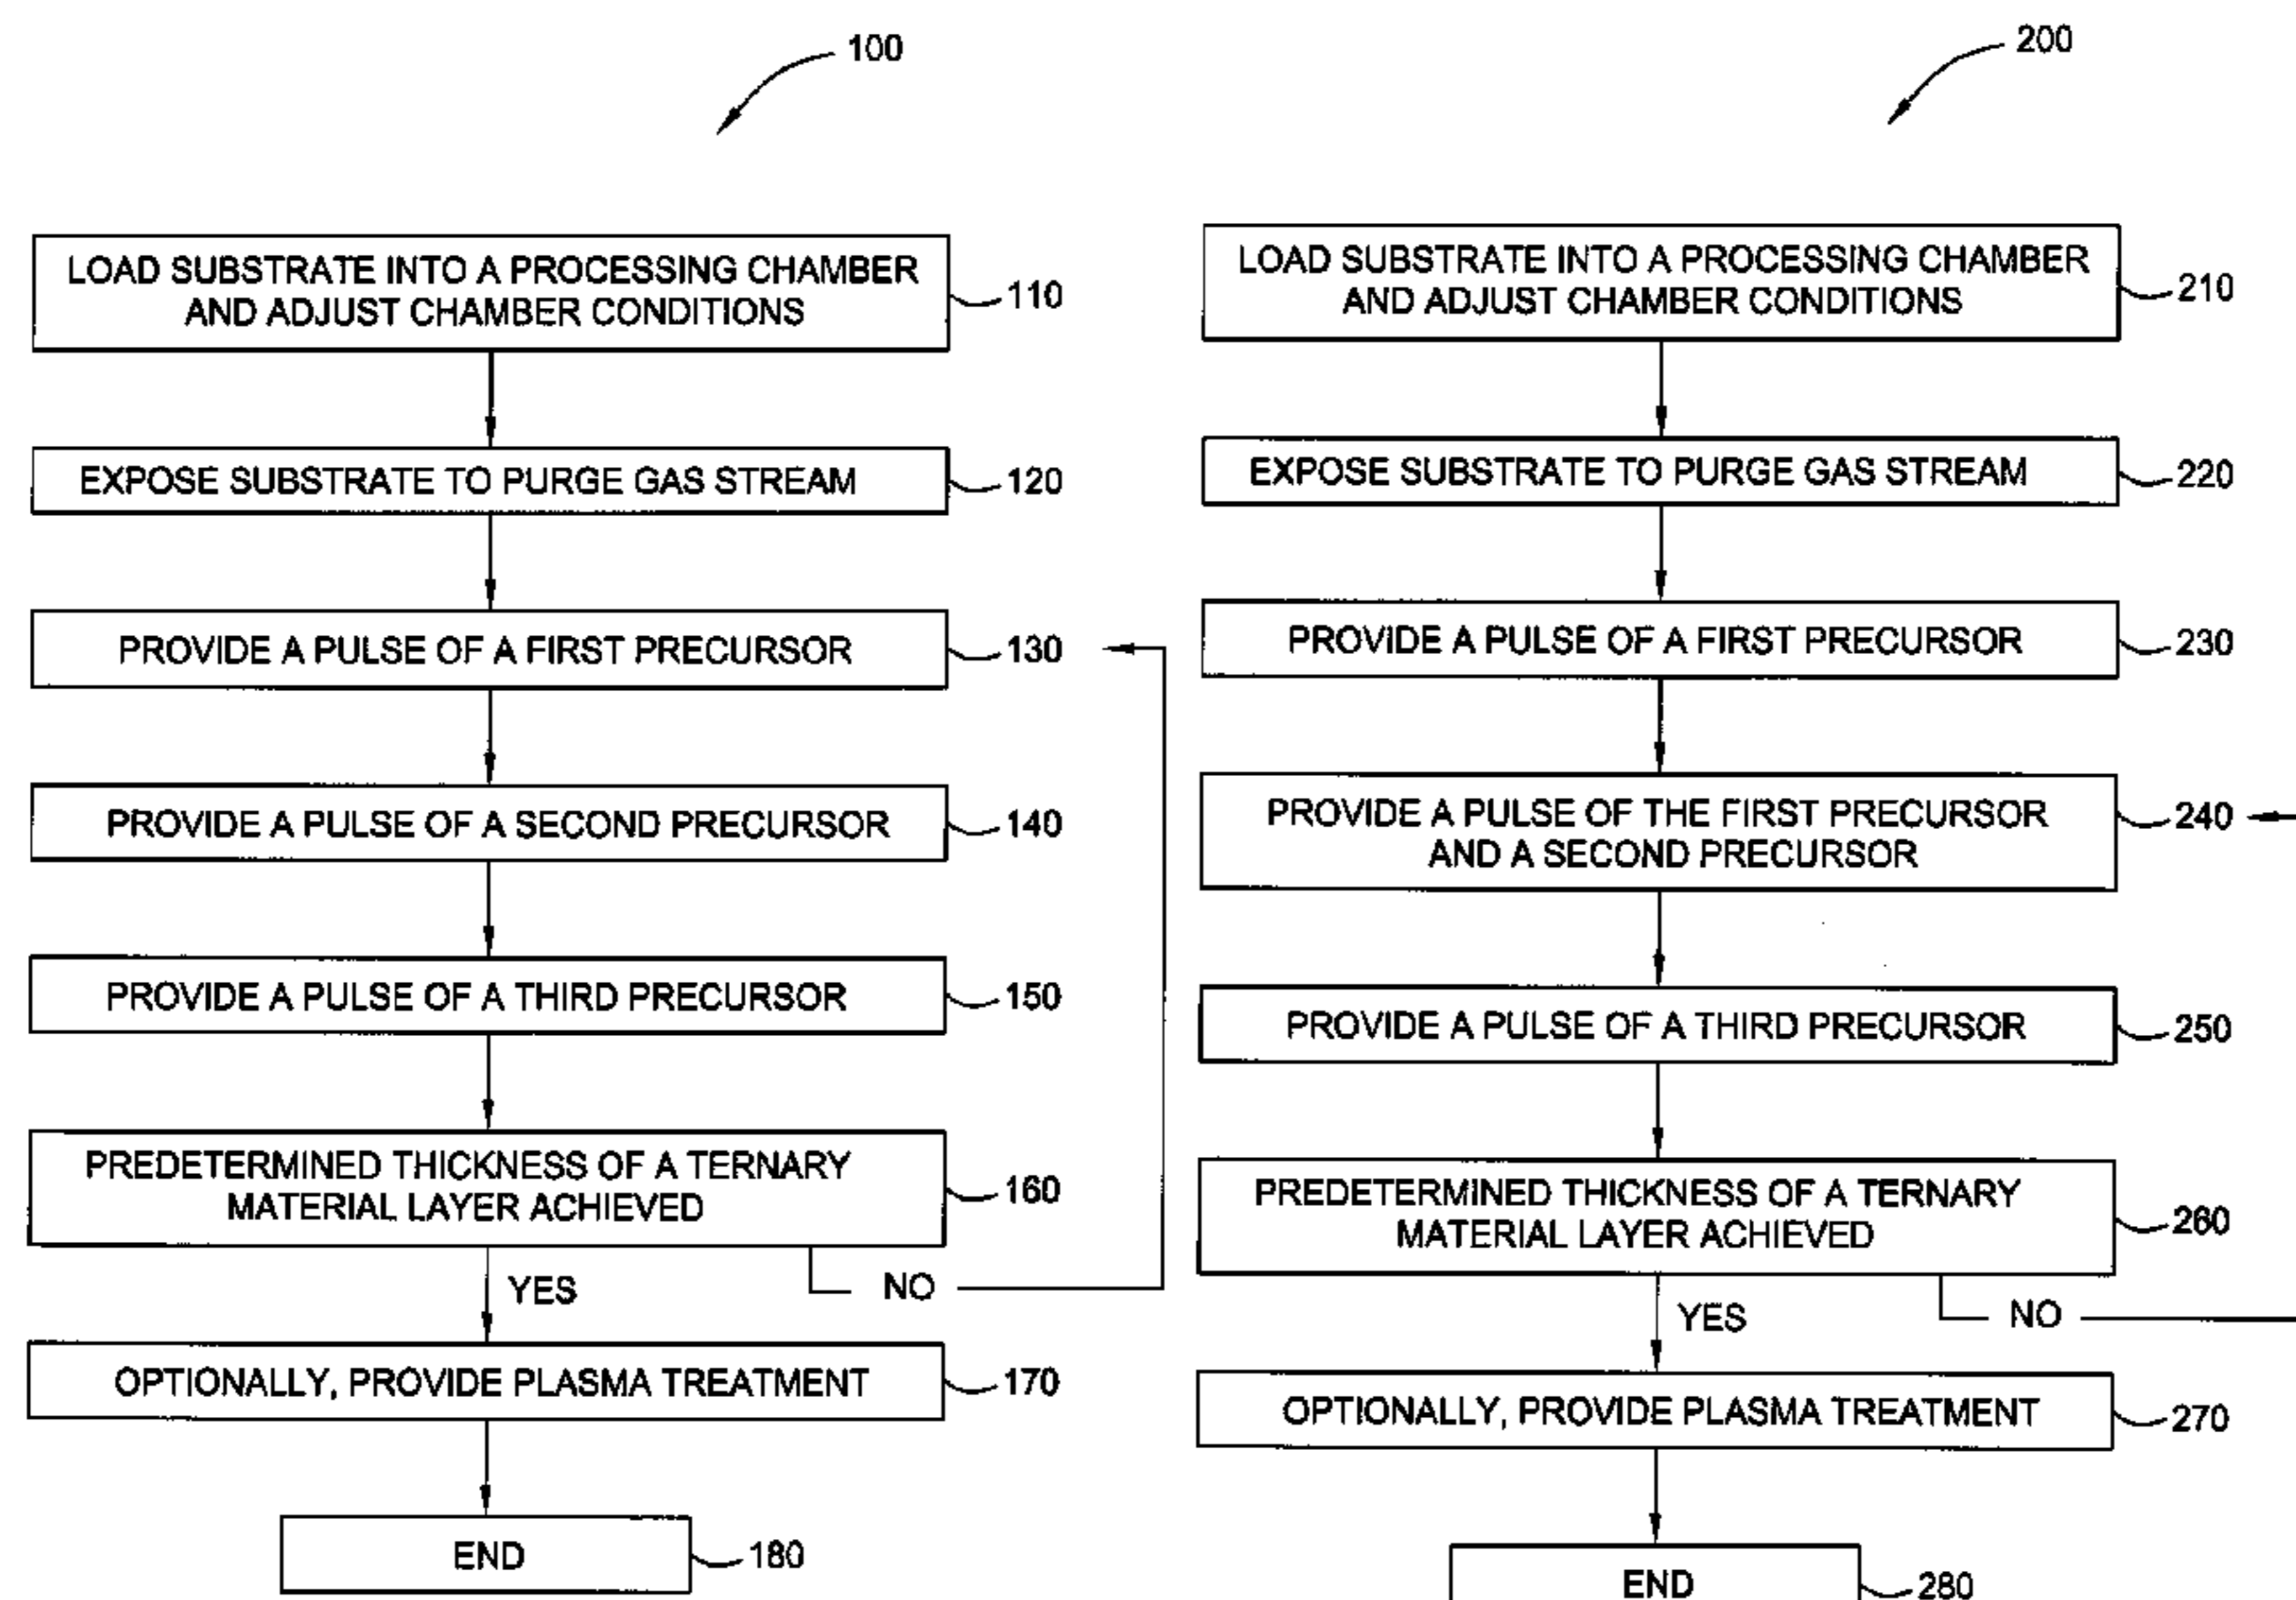 100
LOAD SUBSTRATE INTO A PROCESSING CHAMBER
AND ADJUST CHAMBER CONDITIONS
110
EXPOSE SUBSTRATE TO PURGE GAS STREAM
120
PROVIDE A PULSE OF A FIRST PRECURSOR
130
PROVIDE A PULSE OF A SECOND PRECURSOR
140
PROVIDE A PULSE OF A THIRD PRECURSOR
150
PREDETERMINED THICKNESS OF A TERNARY
MATERIAL LAYER ACHIEVED
160
YES
NO
OPTIONALLY, PROVIDE PLASMA TREATMENT
170
END
180
200
LOAD SUBSTRATE INTO A PROCESSING CHAMBER
AND ADJUST CHAMBER CONDITIONS
210
EXPOSE SUBSTRATE TO PURGE GAS STREAM
220
PROVIDE A PULSE OF A FIRST PRECURSOR
230
PROVIDE A PULSE OF THE FIRST PRECURSOR
AND A SECOND PRECURSOR
240
PROVIDE A PULSE OF A THIRD PRECURSOR
250
PREDETERMINED THICKNESS OF A TERNARY
MATERIAL LAYER ACHIEVED
260
YES
NO
OPTIONALLY, PROVIDE PLASMA TREATMENT
270
END
280